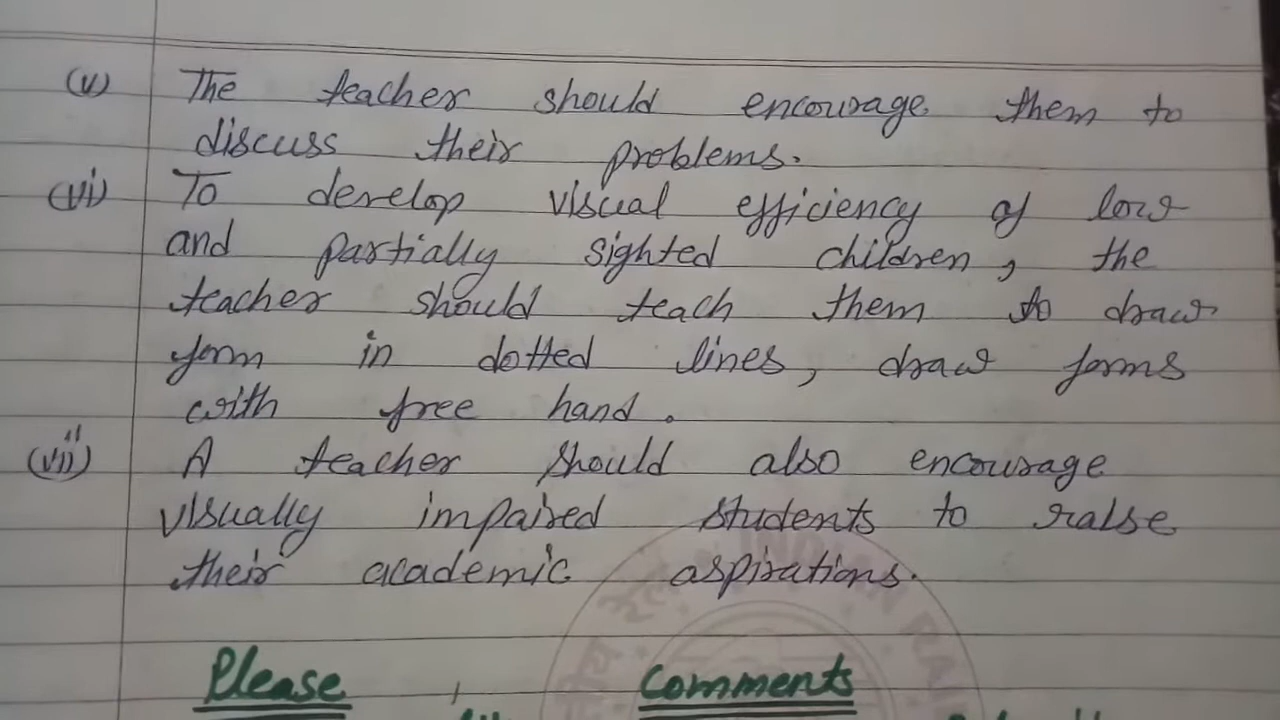 (v) The teacher should encourage them to
discuss their problems.
(vi) To develop visual efficiency of low
and partially sighted children, the
teacher should teach them to draw
form in dotted lines, draw forms
with free hand.
(vii) A teacher should also encourage
visually impaired students to raise
their academic aspirations.
INDIAN RAIL
Please Comments